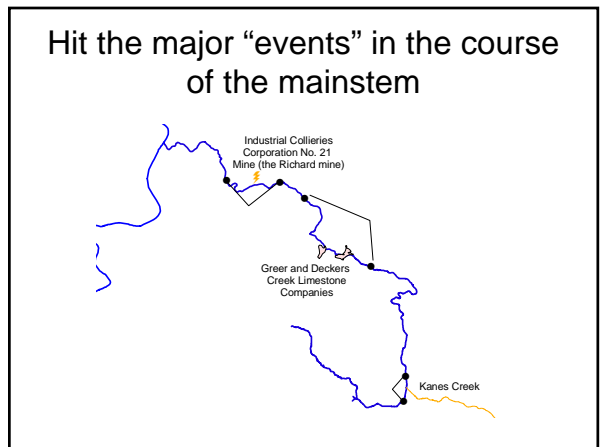 Hit the major “events” in the course
of the mainstem
Industrial Collieries
Corporation No. 21
Mine (the Richard mine)
Greer and Deckers
Creek Limestone
Companies
Kanes Creek